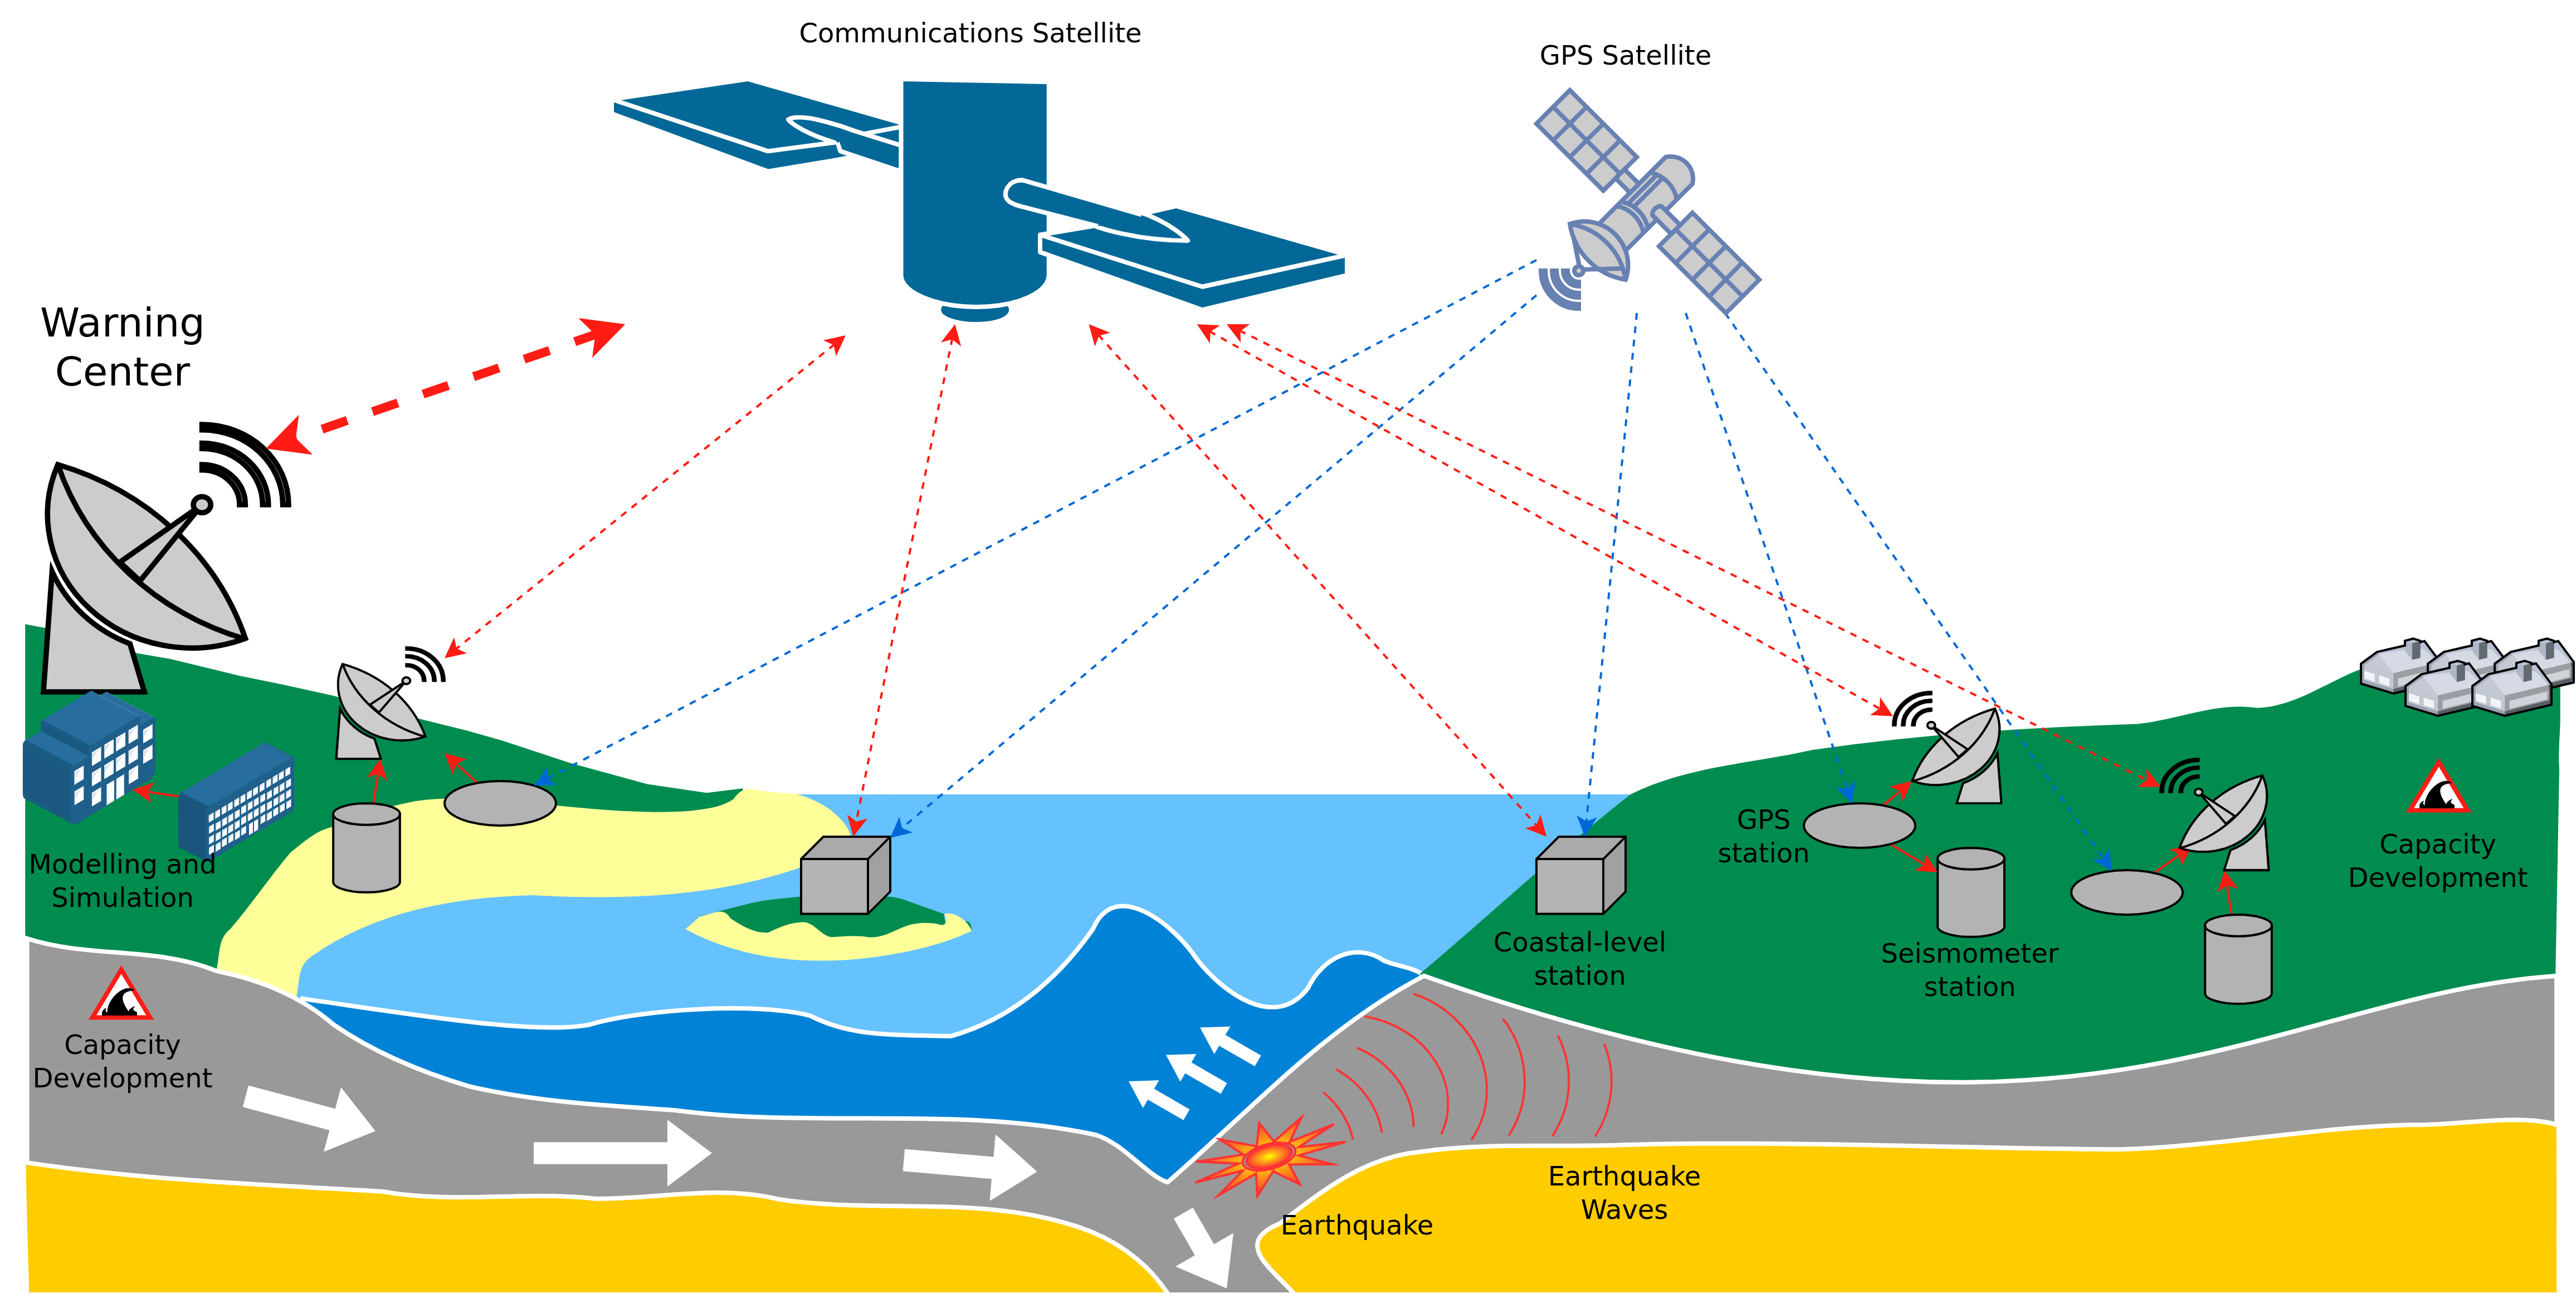 Communications Satellite
GPS Satellite
Warning
Center
Modelling and
Simulation
GPS
station
Capacity
Development
Coastal-level
station
Seismometer
station
Capacity
Development
Earthquake
Waves
Earthquake